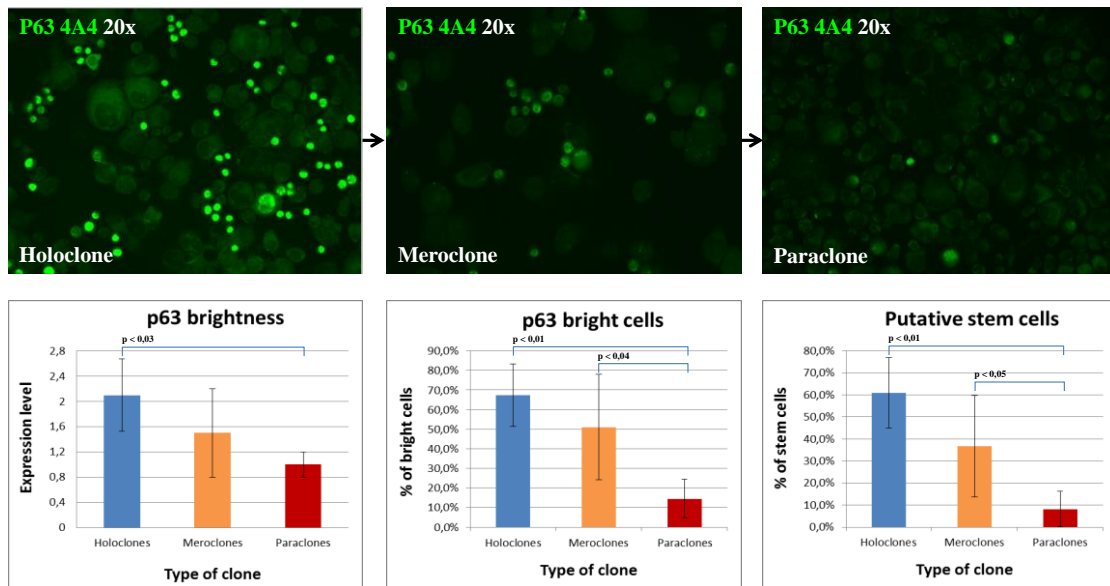 P63 4A4 20x
Holoclone
P63 4A4 20x
Meroclone
P63 4A4 20x
Paraclone
p63 brightness
p < 0,03
2,8
2,4
2
1,6
1,2
0,8
0,4
0
Expression level
Holoclones Meroclones Paraclones
Type of clone
p63 bright cells
p < 0,01
p < 0,04
90,0%
80,0%
70,0%
60,0%
50,0%
40,0%
30,0%
20,0%
10,0%
0,0%
% of bright cells
Holoclones Meroclones Paraclones
Type of clone
Putative stem cells
p < 0,01
p < 0,05
80,0%
70,0%
60,0%
50,0%
40,0%
30,0%
20,0%
10,0%
0,0%
% of stem cells
Holoclones Meroclones Paraclones
Type of clone